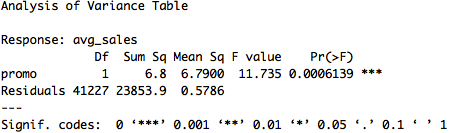 Analysis of Variance Table
Response: avg_sales
Df Sum Sq Mean Sq F value Pr(>F)
promo 1 6.8 6.7900 11.735 0.0006139 ***
Residuals 41227 23853.9 0.5786
---
Signif. codes: 0 ‘***’ 0.001 ‘**’ 0.01 ‘*’ 0.05 ‘.’ 0.1 ‘ ’ 1